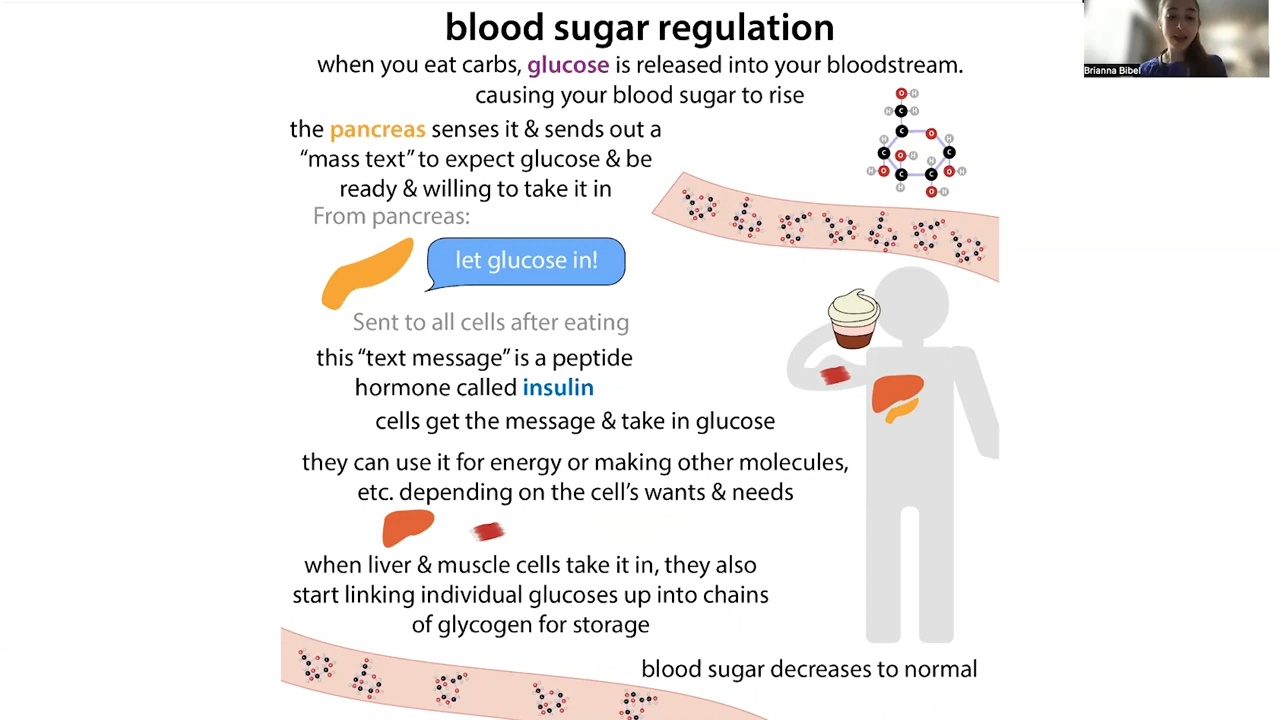 blood sugar regulation
when you eat carbs, glucose is released into your bloodstream.
causing your blood sugar to rise
the pancreas senses it & sends out a
“mass text” to expect glucose & be
ready & willing to take it in
From pancreas:
let glucose in!
Sent to all cells after eating
this “text message” is a peptide
hormone called insulin
cells get the message & take in glucose
they can use it for energy or making other molecules,
etc. depending on the cell’s wants & needs
when liver & muscle cells take it in, they also
start linking individual glucoses up into chains
of glycogen for storage
blood sugar decreases to normal
Brianna Bibel
O H
H C H
C O
H H
C O H C
H O C C O H
H O H